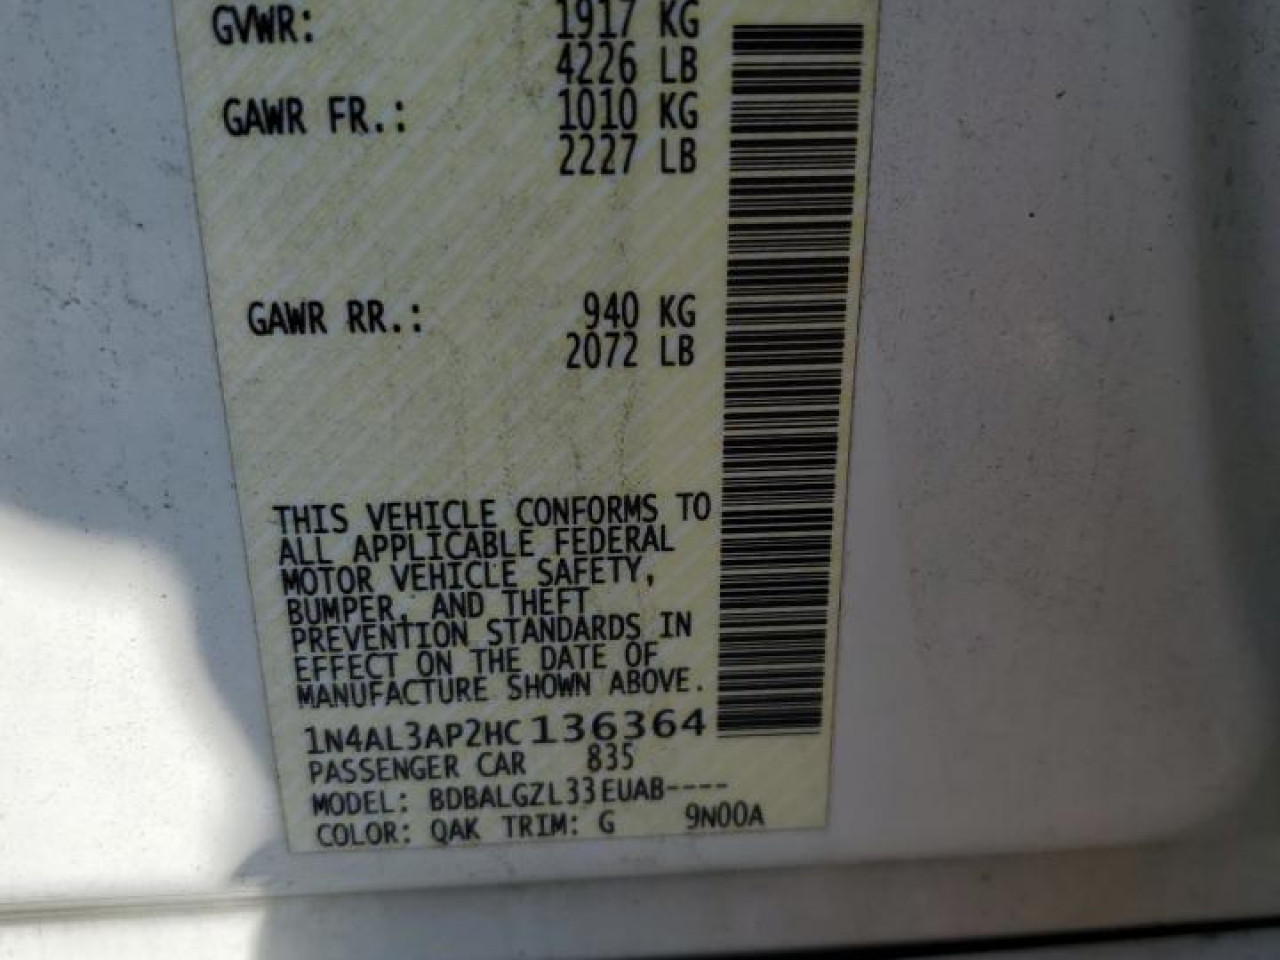 GVWR: 1917 KG
4226 LB
GAWR FR.: 1010 KG
2227 LB
GAWR RR.: 940 KG
2072 LB
THIS VEHICLE CONFORMS TO
ALL APPLICABLE FEDERAL
MOTOR VEHICLE SAFETY,
BUMPER, AND THEFT
PREVENTION STANDARDS IN
EFFECT ON THE DATE OF
MANUFACTURE SHOWN ABOVE.
1N4AL3AP2HC136364
PASSENGER CAR 835
MODEL: BDBALGZL33EUAB----
COLOR: QAK TRIM: G 9N00A